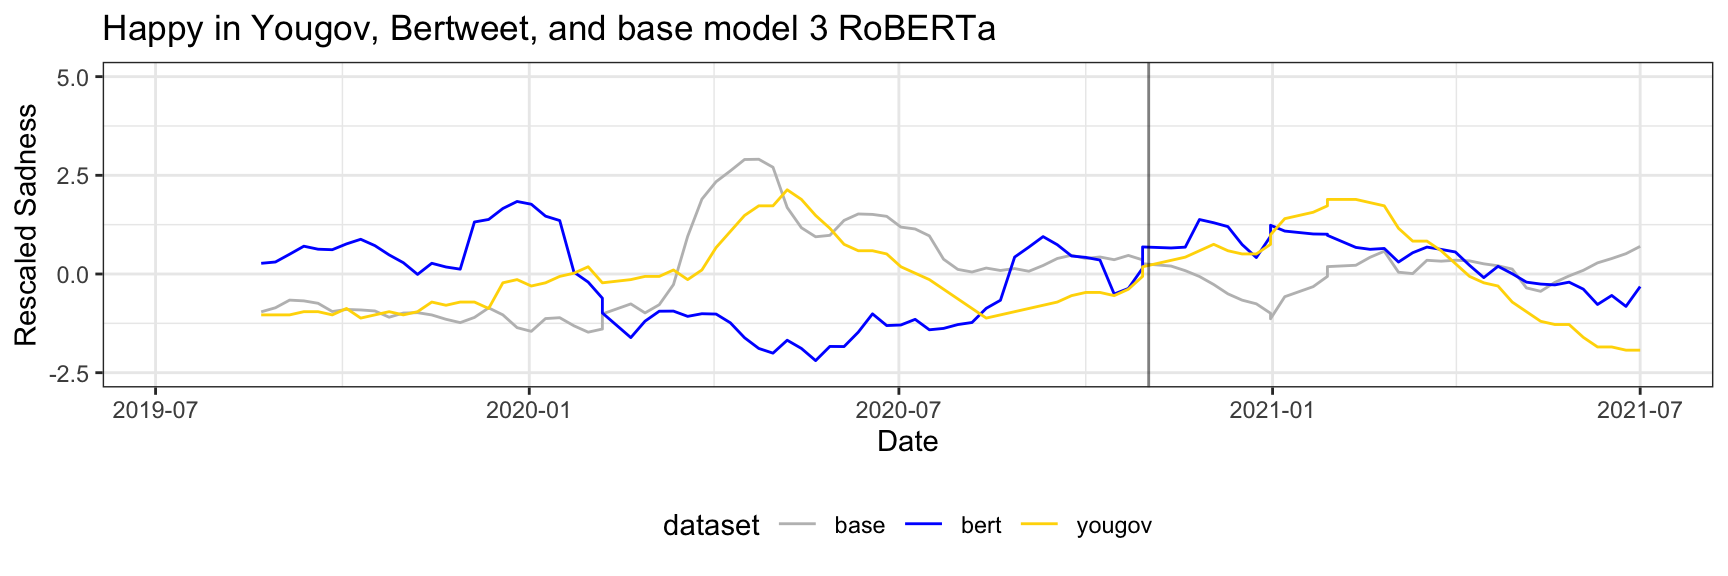 Happy in Yougov, Bertweet, and base model 3 RoBERTa
Rescaled Sadness
5.0
2.5
0.0
-2.5
2019-07 2020-01 2020-07 2021-01 2021-07
Date
dataset base bert yougov